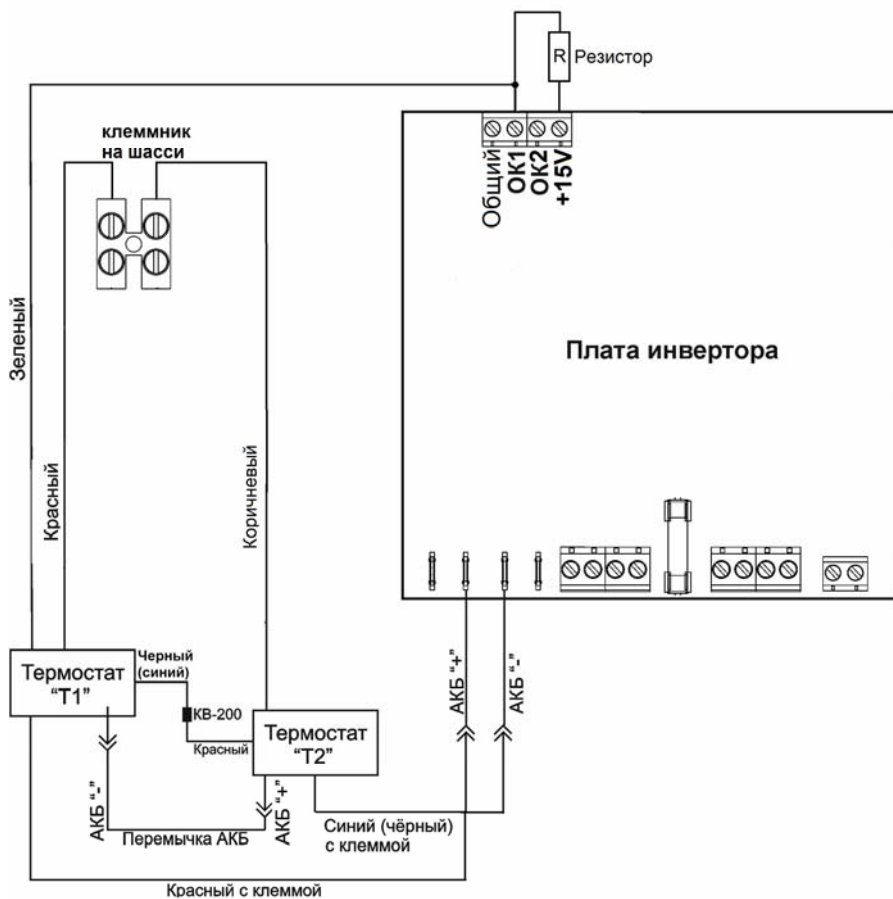 R Резистор
клеммник
на шасси
Общий
ОК1
ОК2
+15V
Плата инвертора
Зеленый
Красный
Коричневый
Термостат
“Т1”
Черный
(синий)
КВ-200
Красный
Термостат
“Т2”
АКБ “+”
АКБ “-”
АКБ “-”
Перемычка АКБ
АКБ “+”
Синий (чёрный)
с клеммой
Красный с клеммой